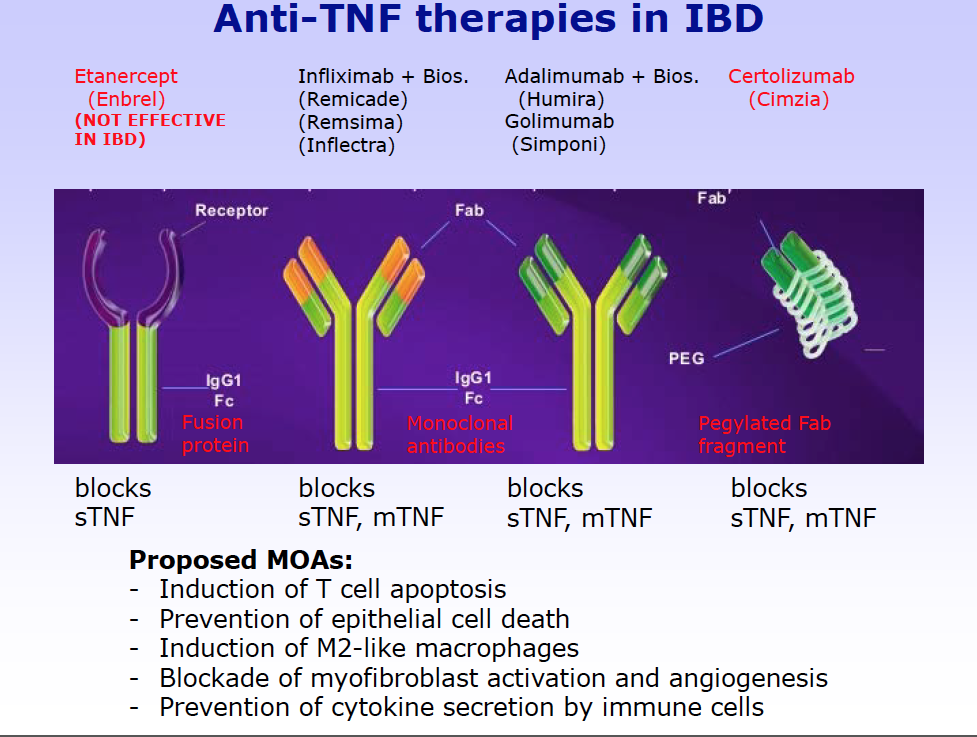 Anti-TNF therapies in IBD
Etanercept
(Enbrel)
(NOT EFFECTIVE
IN IBD)
Infliximab + Bios.
(Remicade)
(Remsima)
(Inflectra)
Adalimumab + Bios.
(Humira)
Golimumab
(Simponi)
Certolizumab
(Cimzia)
Receptor
Fab
Fab′
PEG
IgG1
Fc
IgG1
Fc
Fusion
protein
Monoclonal
antibodies
Pegylated Fab
fragment
blocks
sTNF
blocks
sTNF, mTNF
blocks
sTNF, mTNF
blocks
sTNF, mTNF
Proposed MOAs:
- Induction of T cell apoptosis
- Prevention of epithelial cell death
- Induction of M2-like macrophages
- Blockade of myofibroblast activation and angiogenesis
- Prevention of cytokine secretion by immune cells